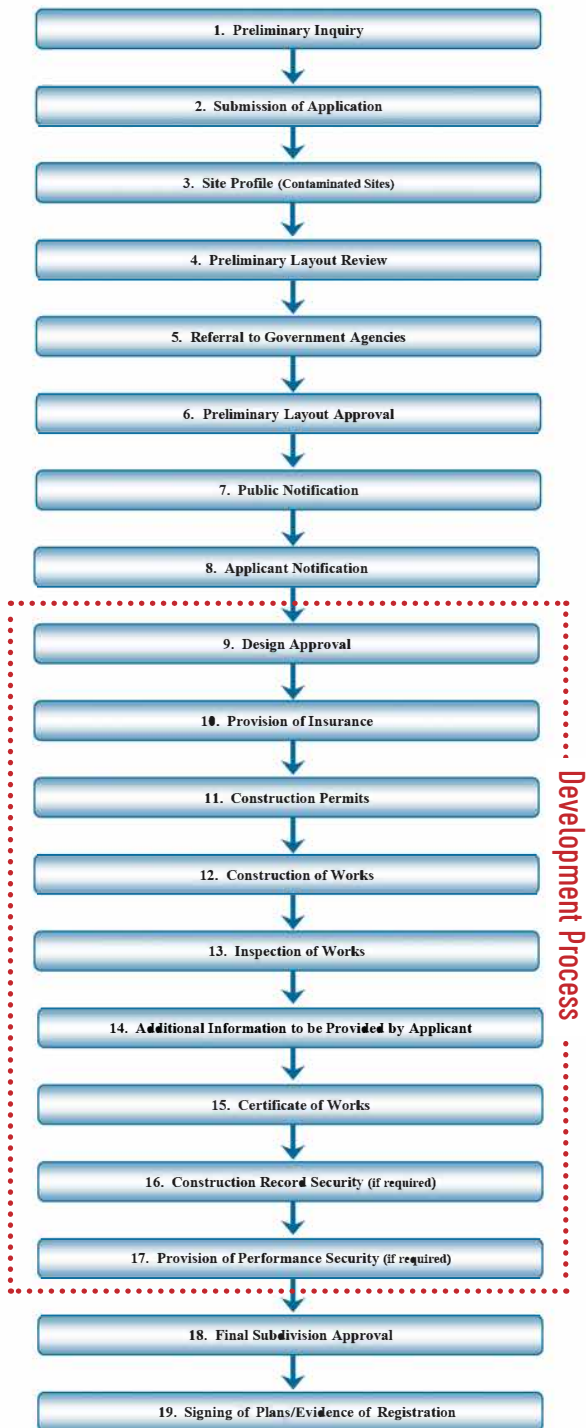 1. Preliminary Inquiry
2. Submission of Application
3. Site Profile (Contaminated Sites)
4. Preliminary Layout Review
5. Referral to Government Agencies
6. Preliminary Layout Approval
7. Public Notification
8. Applicant Notification
9. Design Approval
10. Provision of Insurance
11. Construction Permits
12. Construction of Works
13. Inspection of Works
14. Additional Information to be Provided by Applicant
15. Certificate of Works
16. Construction Record Security (if required)
17. Provision of Performance Security (if required)
Development Process
18. Final Subdivision Approval
19. Signing of Plans/Evidence of Registration